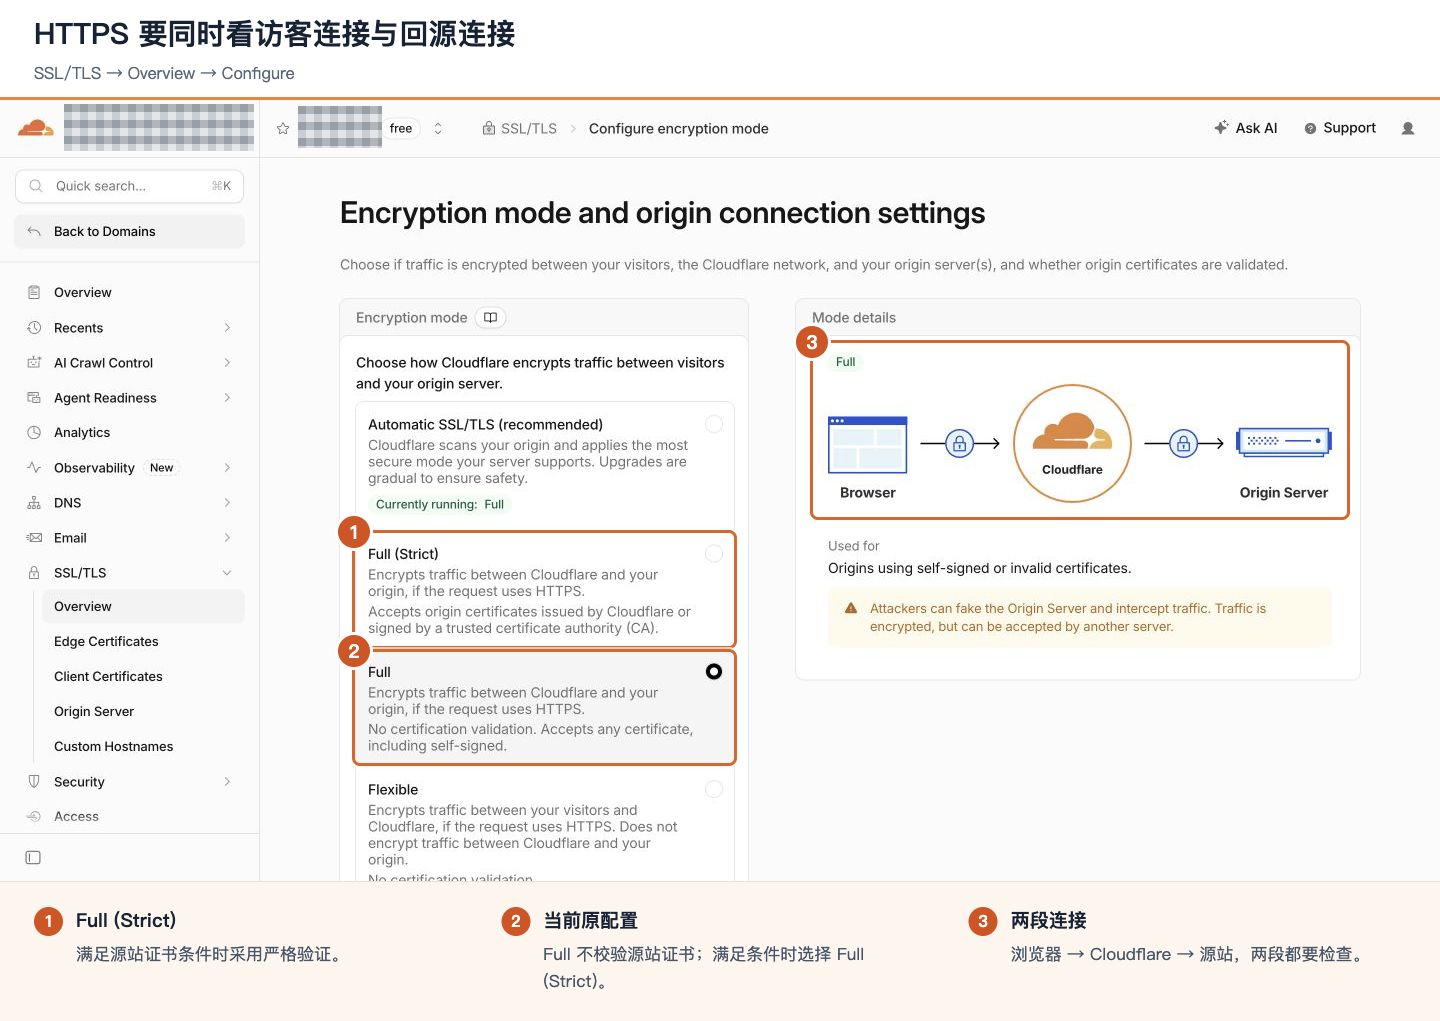 HTTPS 要同时看访客连接与回源连接
SSL/TLS → Overview → Configure
free
SSL/TLS
Configure encryption mode
Ask AI
Support
Quick search...
⌘K
Back to Domains
Overview
Recents
AI Crawl Control
Agent Readiness
Analytics
Observability New
DNS
Email
SSL/TLS
Overview
Edge Certificates
Client Certificates
Origin Server
Custom Hostnames
Security
Access
Encryption mode and origin connection settings
Choose if traffic is encrypted between your visitors, the Cloudflare network, and your origin server(s), and whether origin certificates are validated.
Encryption mode
Choose how Cloudflare encrypts traffic between visitors
and your origin server.
Automatic SSL/TLS (recommended)
Cloudflare scans your origin and applies the most
secure mode your server supports. Upgrades are
gradual to ensure safety.
Currently running: Full
1
Full (Strict)
Encrypts traffic between Cloudflare and your
origin, if the request uses HTTPS.
Accepts origin certificates issued by Cloudflare or
signed by a trusted certificate authority (CA).
2
Full
Encrypts traffic between Cloudflare and your
origin, if the request uses HTTPS.
No certification validation. Accepts any certificate,
including self-signed.
Flexible
Encrypts traffic between your visitors and
Cloudflare, if the request uses HTTPS. Does not
encrypt traffic between Cloudflare and your
origin.
No certification validation
Mode details
3
Full
Cloudflare
Browser
Origin Server
Used for
Origins using self-signed or invalid certificates.
Attackers can fake the Origin Server and intercept traffic. Traffic is
encrypted, but can be accepted by another server.
1 Full (Strict)
满足源站证书条件时采用严格验证。
2 当前原配置
Full 不校验源站证书；满足条件时选择 Full
(Strict)。
3 两段连接
浏览器 → Cloudflare → 源站，两段都要检查。